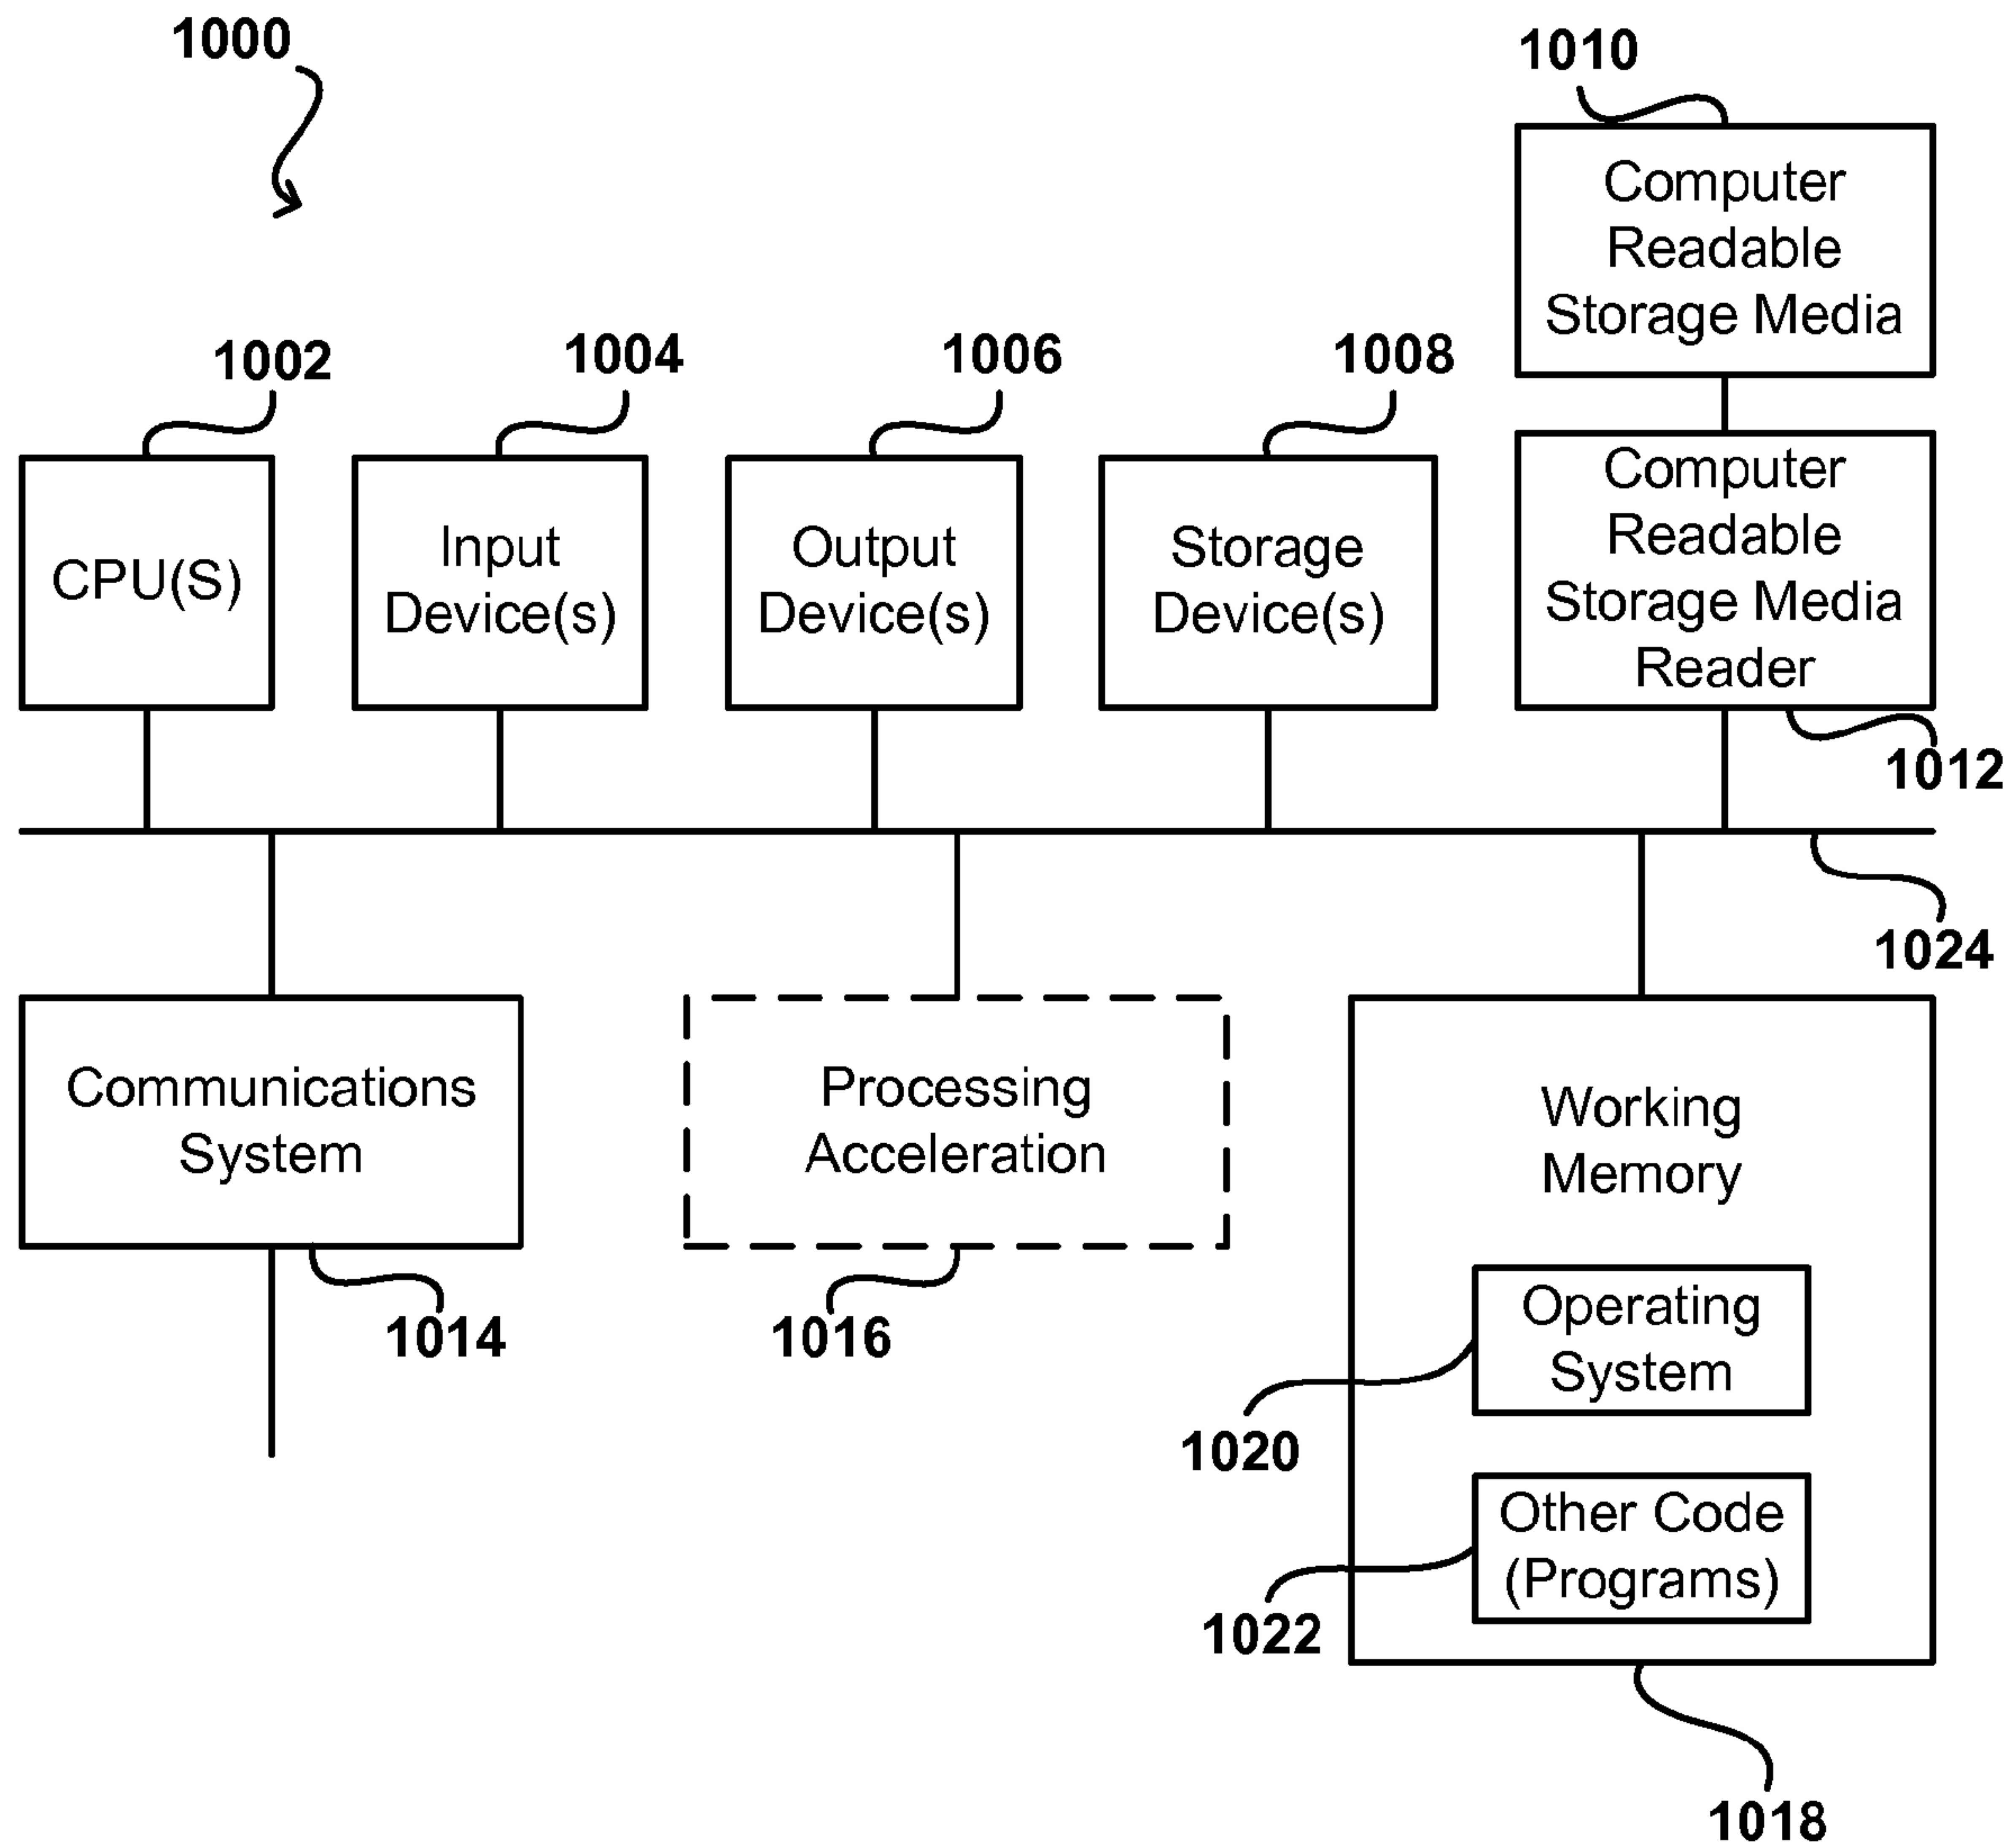 1000
1010
Computer
Readable
Storage Media
1002
1004
1006
1008
CPU(S)
Input
Device(s)
Output
Device(s)
Storage
Device(s)
Computer
Readable
Storage Media
Reader
1012
1024
Communications
System
1014
Processing
Acceleration
1016
Working
Memory
Operating
System
1020
Other Code
(Programs)
1022
1018